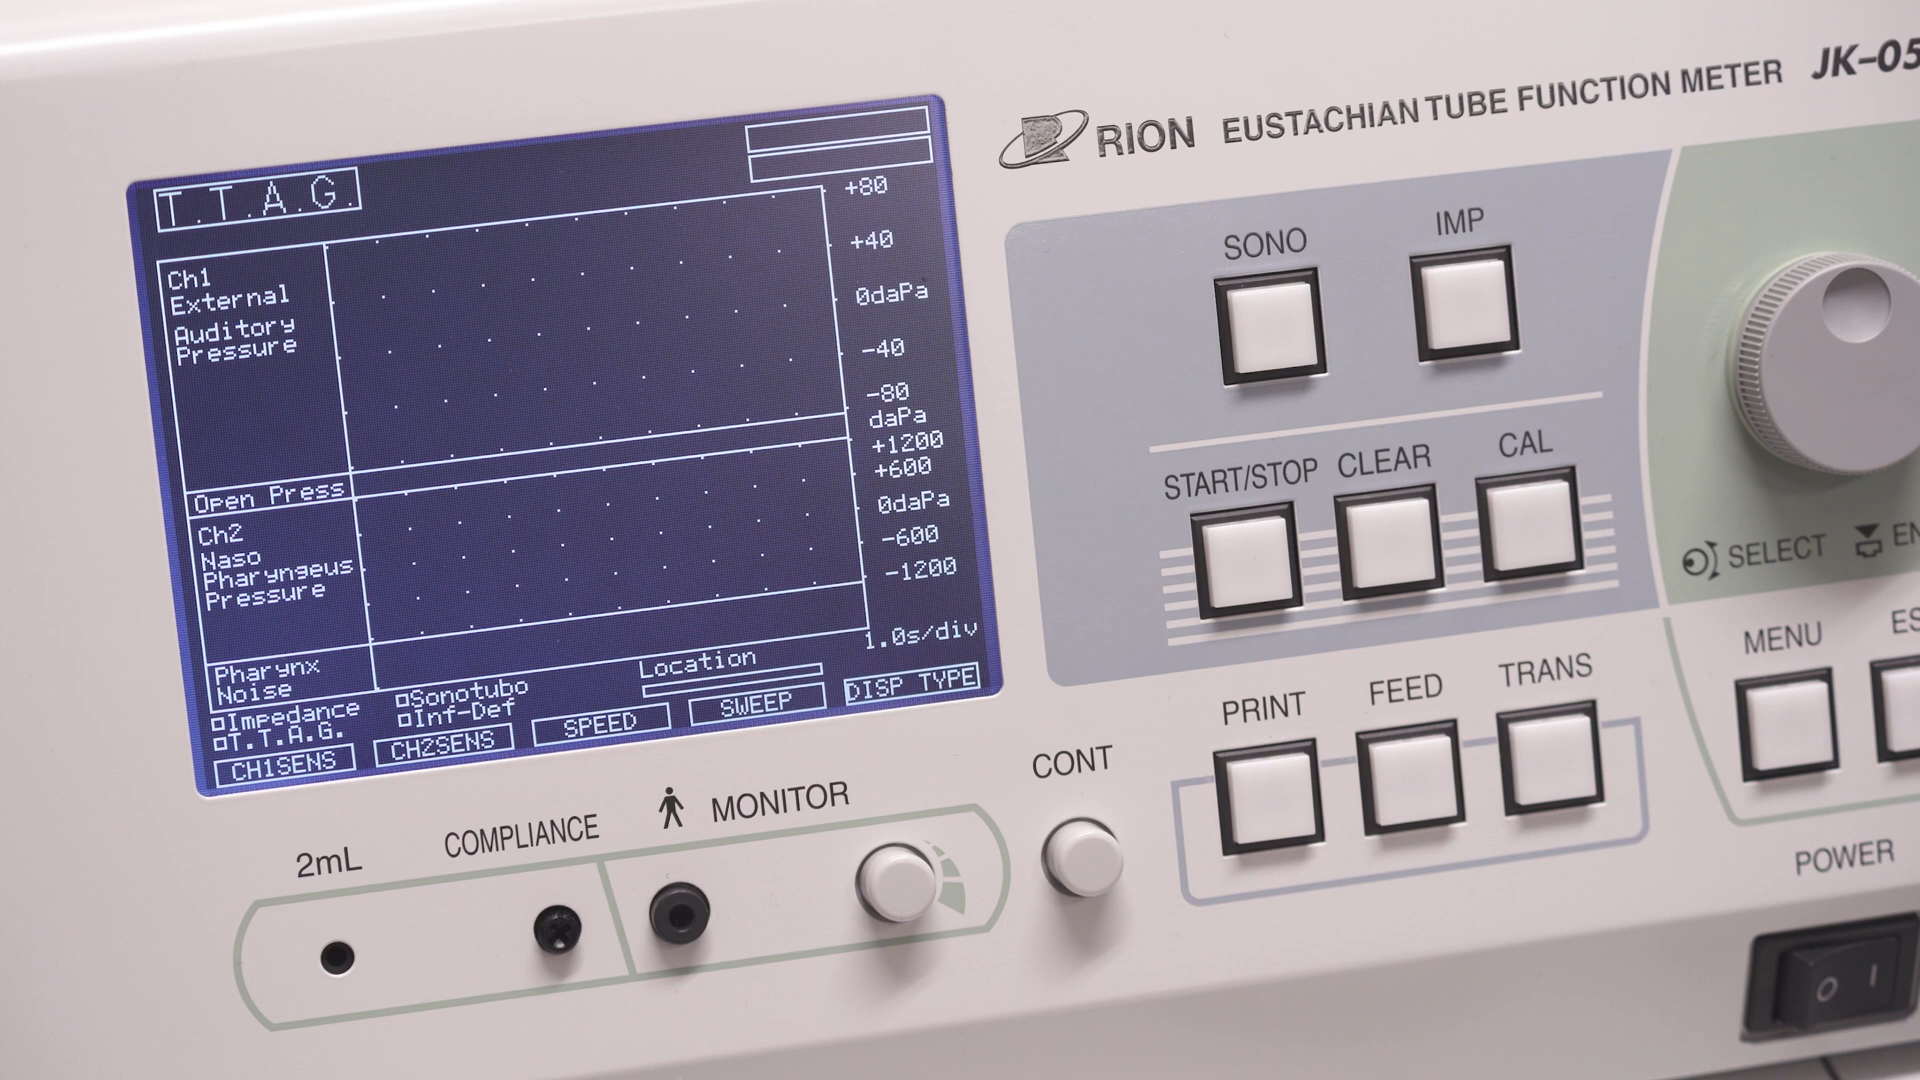 RION EUSTACHIAN TUBE FUNCTION METER JK-05
T.T.A.G.
+80
+40
0daPa
-40
-80
daPa
Ch1
External
Auditory
Pressure
Open Press
+1200
+600
0daPa
-600
-1200
Ch2
Naso
Pharyngeus
Pressure
Pharynx
Noise
1.0s/div
Location
□Impedance □Sonotubo
□T.T.A.G. □Inf-Def
CH1SENS CH2SENS SPEED SWEEP DISP TYPE
SONO IMP
START/STOP CLEAR CAL
SELECT
PRINT FEED TRANS
MENU
2mL COMPLIANCE MONITOR CONT
POWER
O I